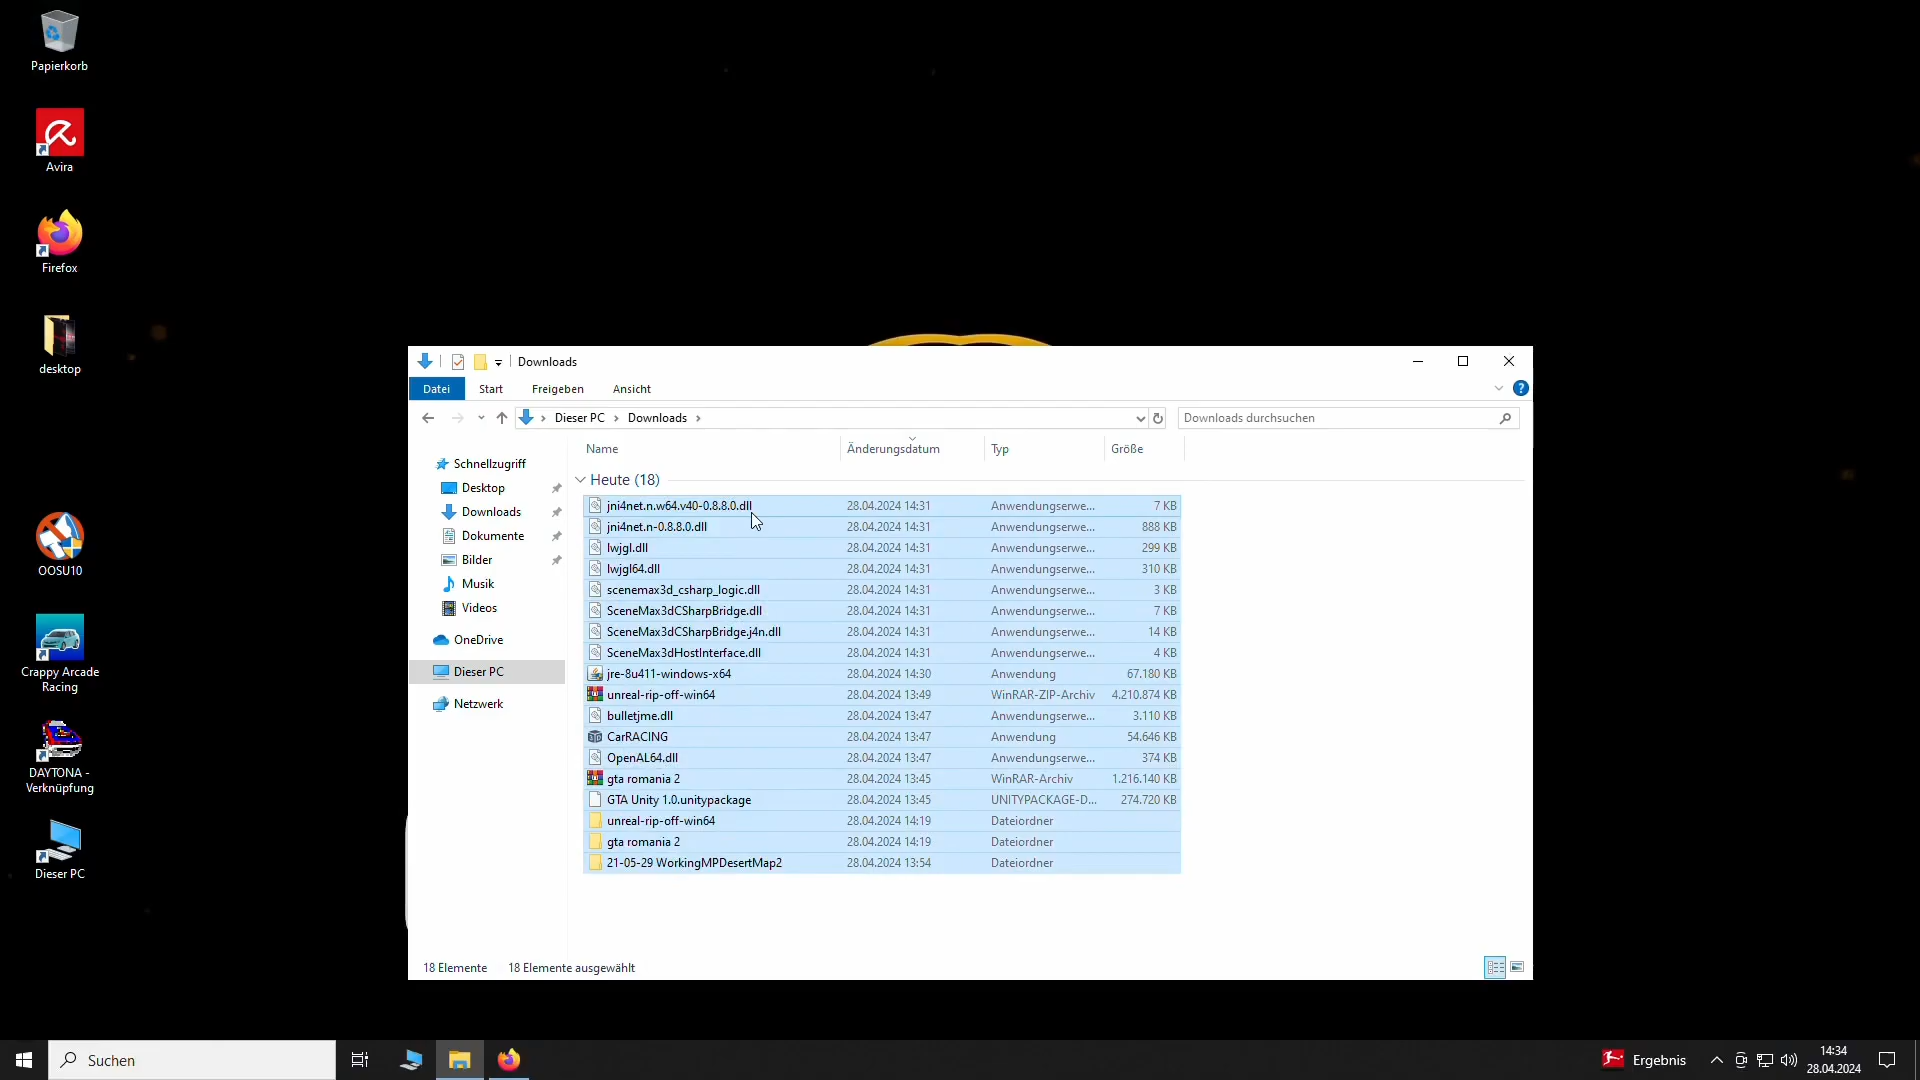 Papierkorb
Avira
Firefox
desktop
OOSU10
Crappy Arcade
Racing
DAYTONA -
Verknüpfung
Dieser PC
Downloads
Datei Start Freigeben Ansicht
Dieser PC Downloads
Downloads durchsuchen
Name Änderungsdatum Typ Größe
Schnellzugriff
Desktop
Downloads
Dokumente
Bilder
Musik
Videos
OneDrive
Dieser PC
Netzwerk
Heute (18)
jni4net.n.w64.v40-0.8.8.0.dll 28.04.2024 14:31 Anwendungserwe... 7 KB
jni4net.n-0.8.8.0.dll 28.04.2024 14:31 Anwendungserwe... 888 KB
lwjgl.dll 28.04.2024 14:31 Anwendungserwe... 299 KB
lwjgl64.dll 28.04.2024 14:31 Anwendungserwe... 310 KB
scenemax3d_csharp_logic.dll 28.04.2024 14:31 Anwendungserwe... 3 KB
SceneMax3dCSharpBridge.dll 28.04.2024 14:31 Anwendungserwe... 7 KB
SceneMax3dCSharpBridge.j4n.dll 28.04.2024 14:31 Anwendungserwe... 14 KB
SceneMax3dHostInterface.dll 28.04.2024 14:31 Anwendungserwe... 4 KB
jre-8u411-windows-x64 28.04.2024 14:30 Anwendung 67.180 KB
unreal-rip-off-win64 28.04.2024 13:49 WinRAR-ZIP-Archiv 4.210.874 KB
bulletjme.dll 28.04.2024 13:47 Anwendungserwe... 3.110 KB
CarRACING 28.04.2024 13:47 Anwendung 54.646 KB
OpenAL64.dll 28.04.2024 13:47 Anwendungserwe... 374 KB
gta romania 2 28.04.2024 13:45 WinRAR-Archiv 1.216.140 KB
GTA Unity 1.0.unitypackage 28.04.2024 13:45 UNITYPACKAGE-D... 274.720 KB
unreal-rip-off-win64 28.04.2024 14:19 Dateiordner
gta romania 2 28.04.2024 14:19 Dateiordner
21-05-29 WorkingMPDesertMap2 28.04.2024 13:54 Dateiordner
18 Elemente 18 Elemente ausgewählt
Suchen
Ergebnis
14:34
28.04.2024